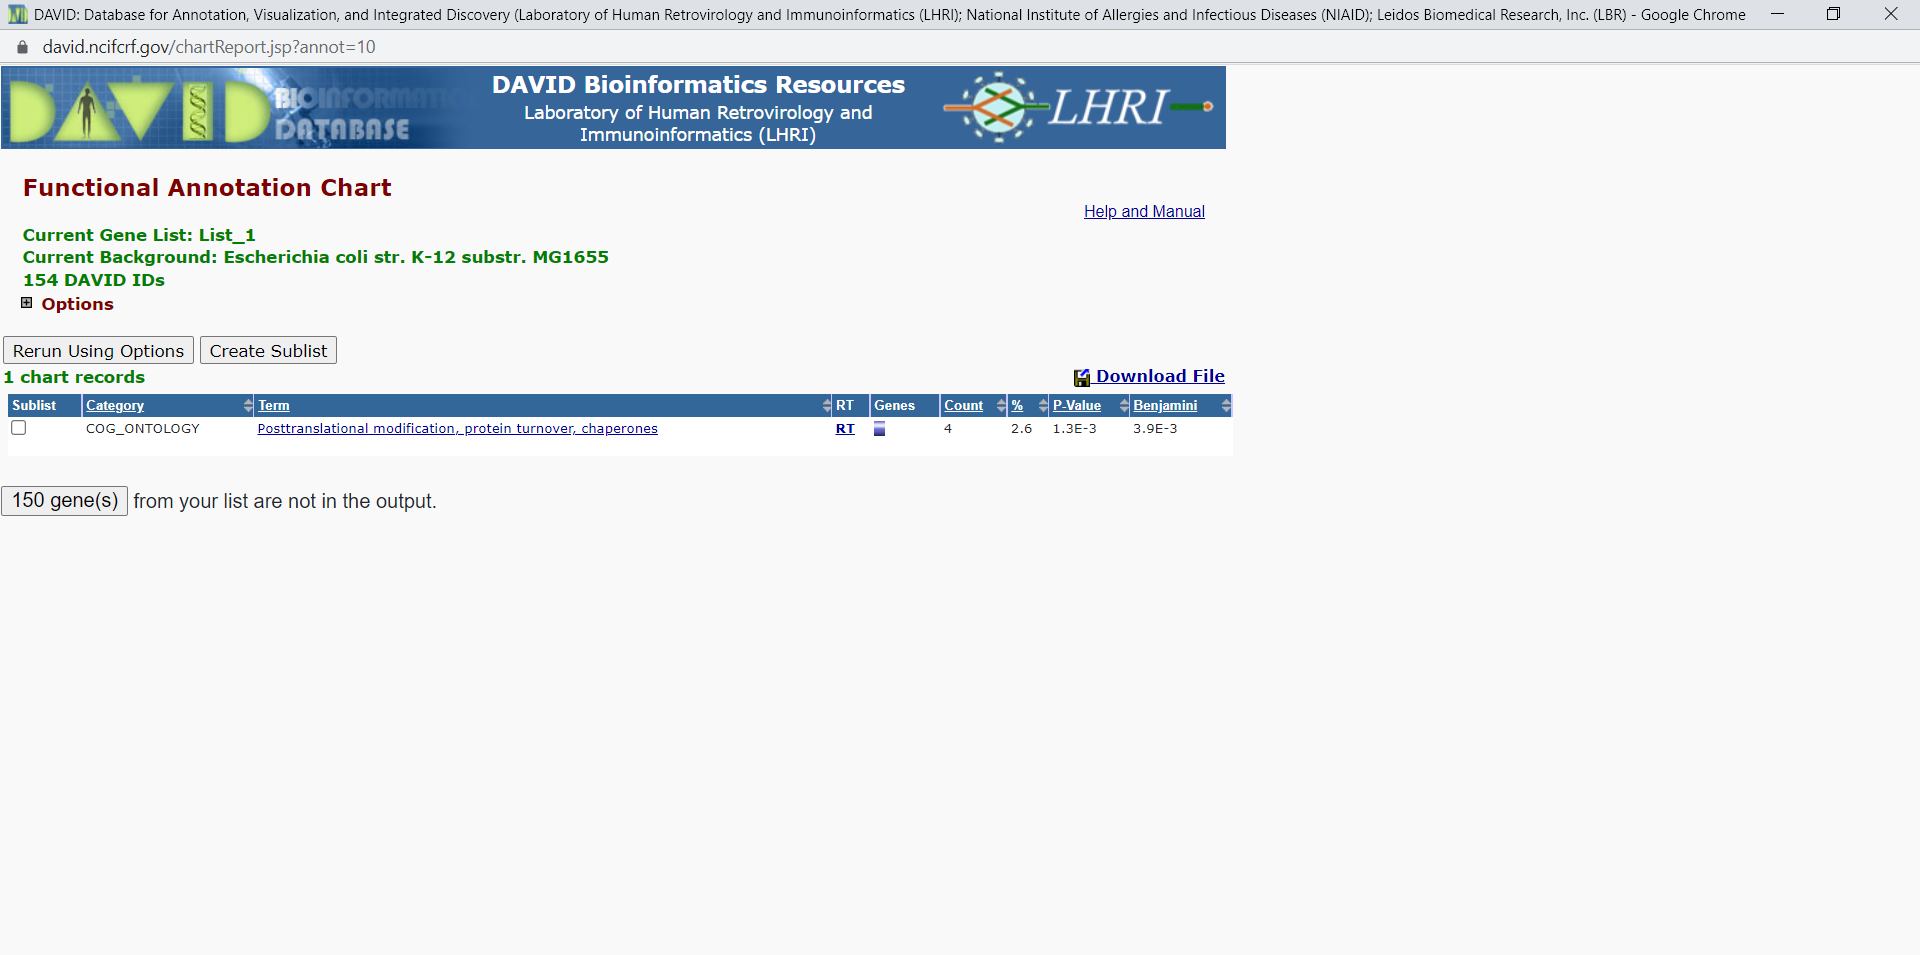 DAVID: Database for Annotation, Visualization, and Integrated Discovery (Laboratory of Human Retrovirology and Immunoinformatics (LHRI); National Institute of Allergies and Infectious Diseases (NIAID); Leidos Biomedical Research, Inc. (LBR) - Google Chrome
david.ncifcrf.gov/chartReport.jsp?annot=10
DAVID BIOINFORMATICS DATABASE
DAVID Bioinformatics Resources
Laboratory of Human Retrovirology and
Immunoinformatics (LHRI)
LHRI
Functional Annotation Chart
Help and Manual
Current Gene List: List_1
Current Background: Escherichia coli str. K-12 substr. MG1655
154 DAVID IDs
Options
Rerun Using Options Create Sublist
1 chart records Download File
Sublist Category Term RT Genes Count % P-Value Benjamini
COG_ONTOLOGY Posttranslational modification, protein turnover, chaperones RT 4 2.6 1.3E-3 3.9E-3
150 gene(s) from your list are not in the output.